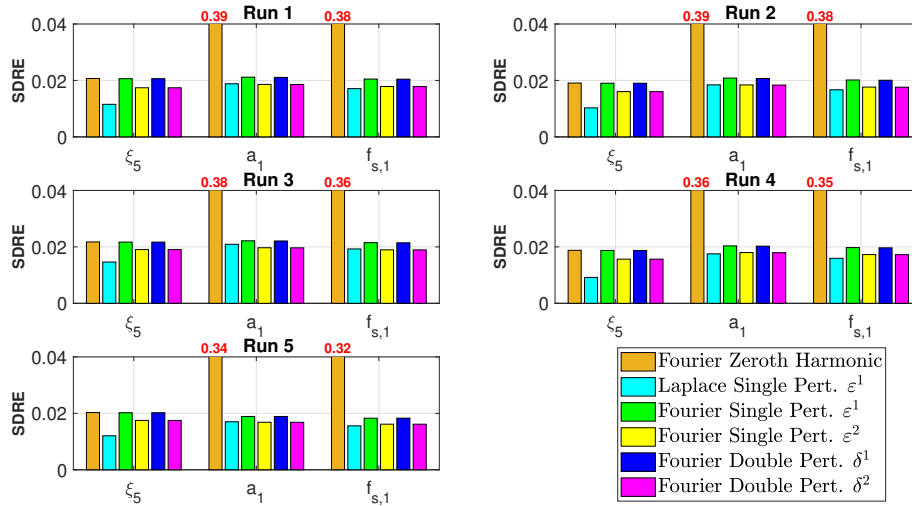 Run 1
0.39
0.38
SDRE
0.04
0.02
0
ξ5
a1
fs,1
Run 2
0.39
0.38
SDRE
0.04
0.02
0
ξ5
a1
fs,1
Run 3
0.38
0.36
SDRE
0.04
0.02
0
ξ5
a1
fs,1
Run 4
0.36
0.35
SDRE
0.04
0.02
0
ξ5
a1
fs,1
Run 5
0.34
0.32
SDRE
0.04
0.02
0
ξ5
a1
fs,1
Fourier Zeroth Harmonic
Laplace Single Pert. ε¹
Fourier Single Pert. ε¹
Fourier Single Pert. ε²
Fourier Double Pert. δ¹
Fourier Double Pert. δ²